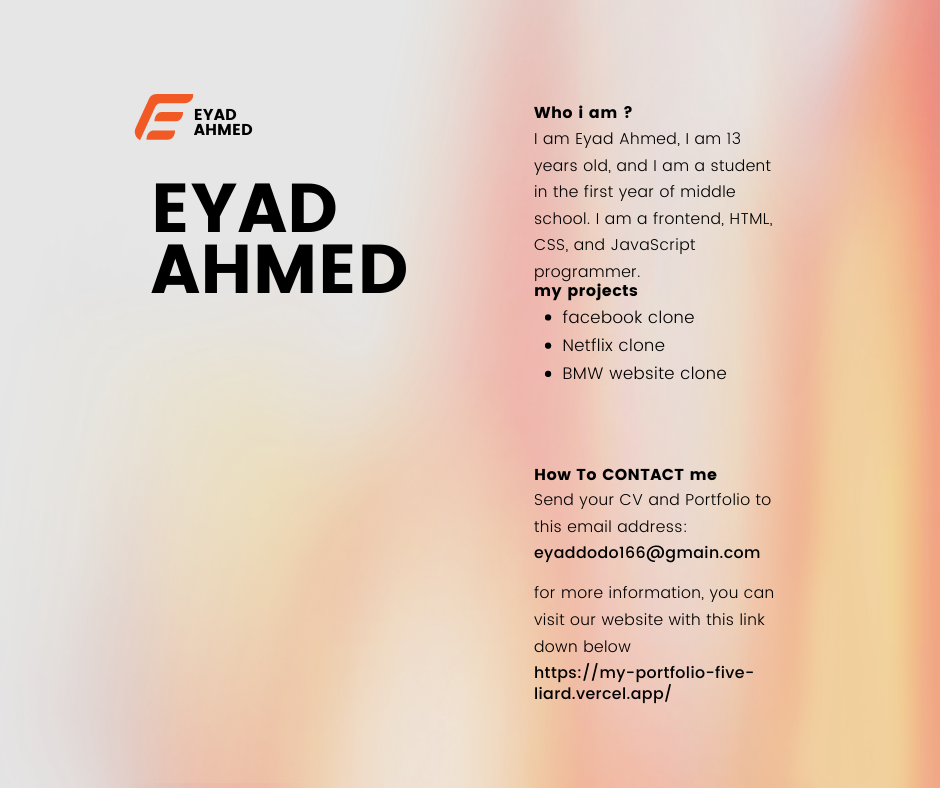 EYAD
AHMED
EYAD
AHMED
Who i am ?
I am Eyad Ahmed, I am 13
years old, and I am a student
in the first year of middle
school. I am a frontend, HTML,
CSS, and JavaScript
programmer.
my projects
facebook clone
Netflix clone
BMW website clone
How To CONTACT me
Send your CV and Portfolio to
this email address:
eyaddodo166@gmain.com
for more information, you can
visit our website with this link
down below
https://my-portfolio-five-
liard.vercel.app/